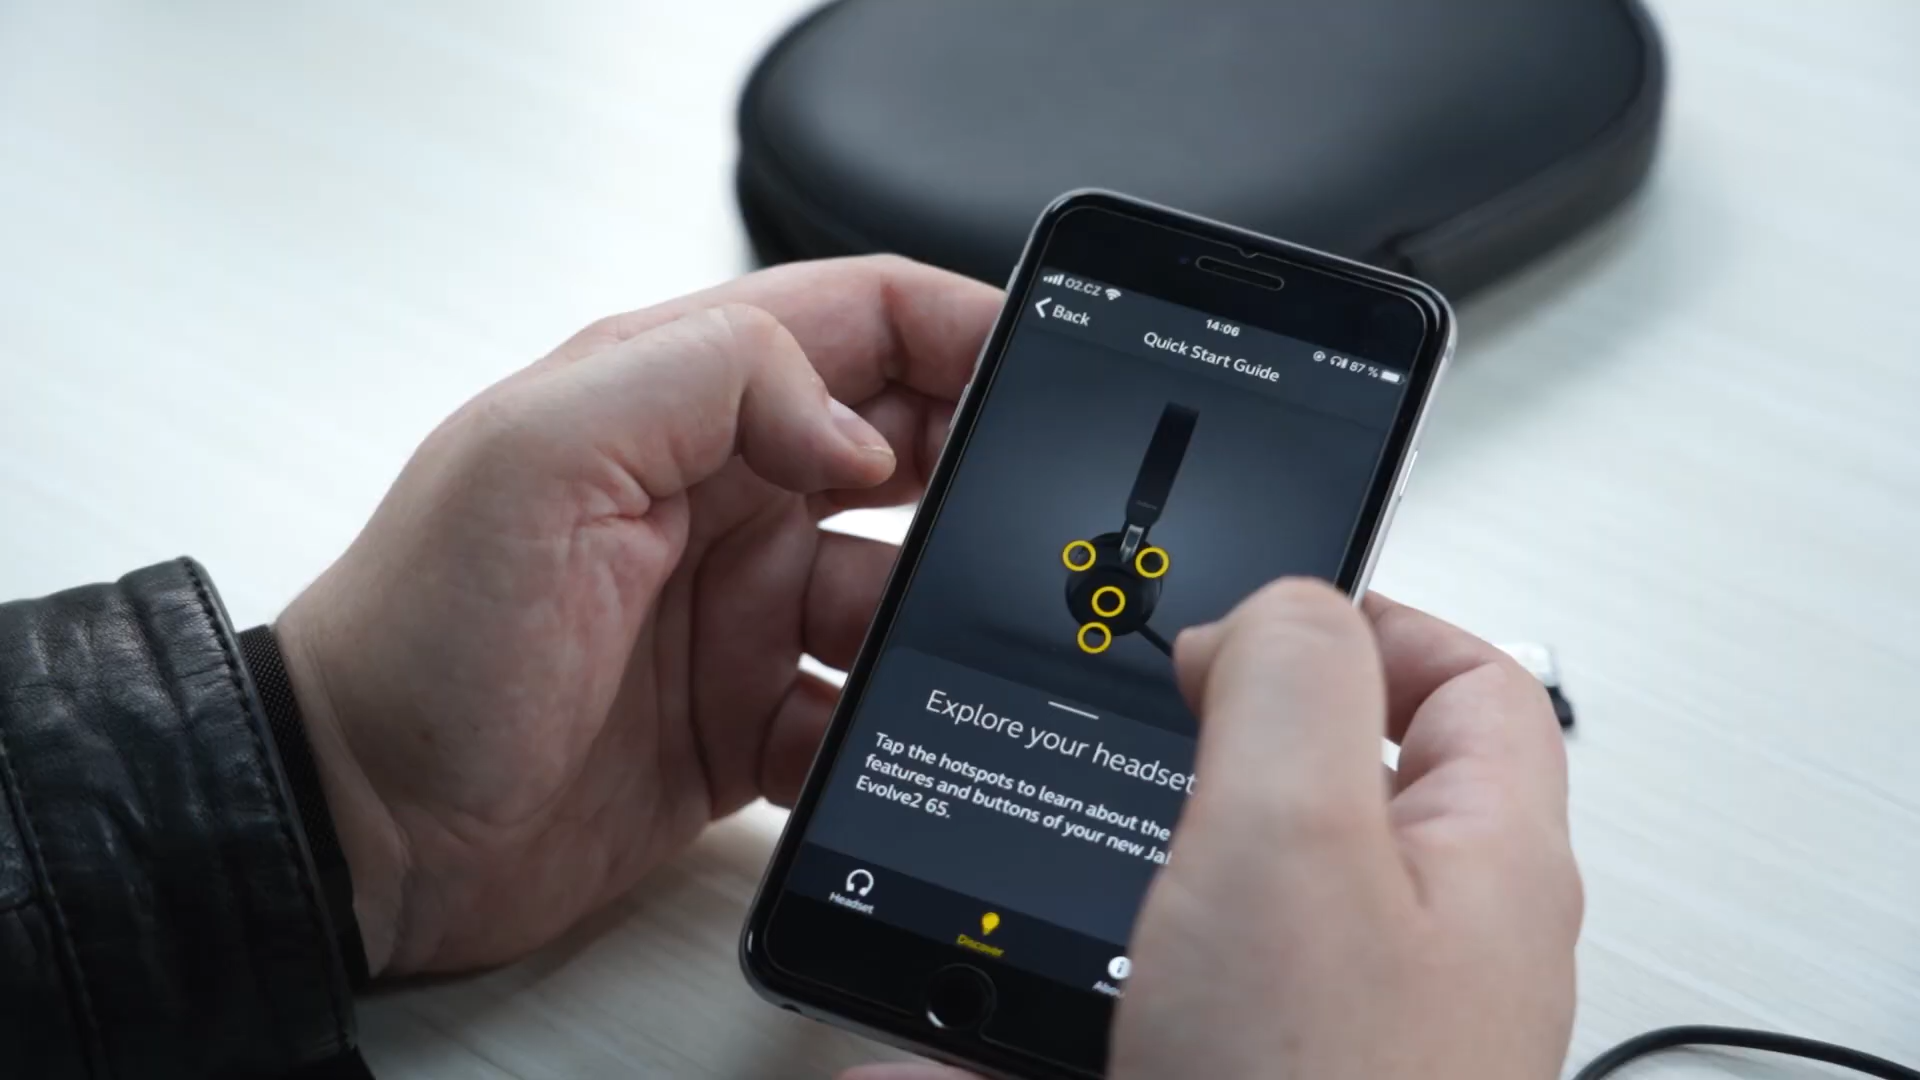 O2.CZ
14:06
87 %
Back
Quick Start Guide
Explore your headset
Tap the hotspots to learn about the
features and buttons of your new
Evolve2 65.
Headset
Discover